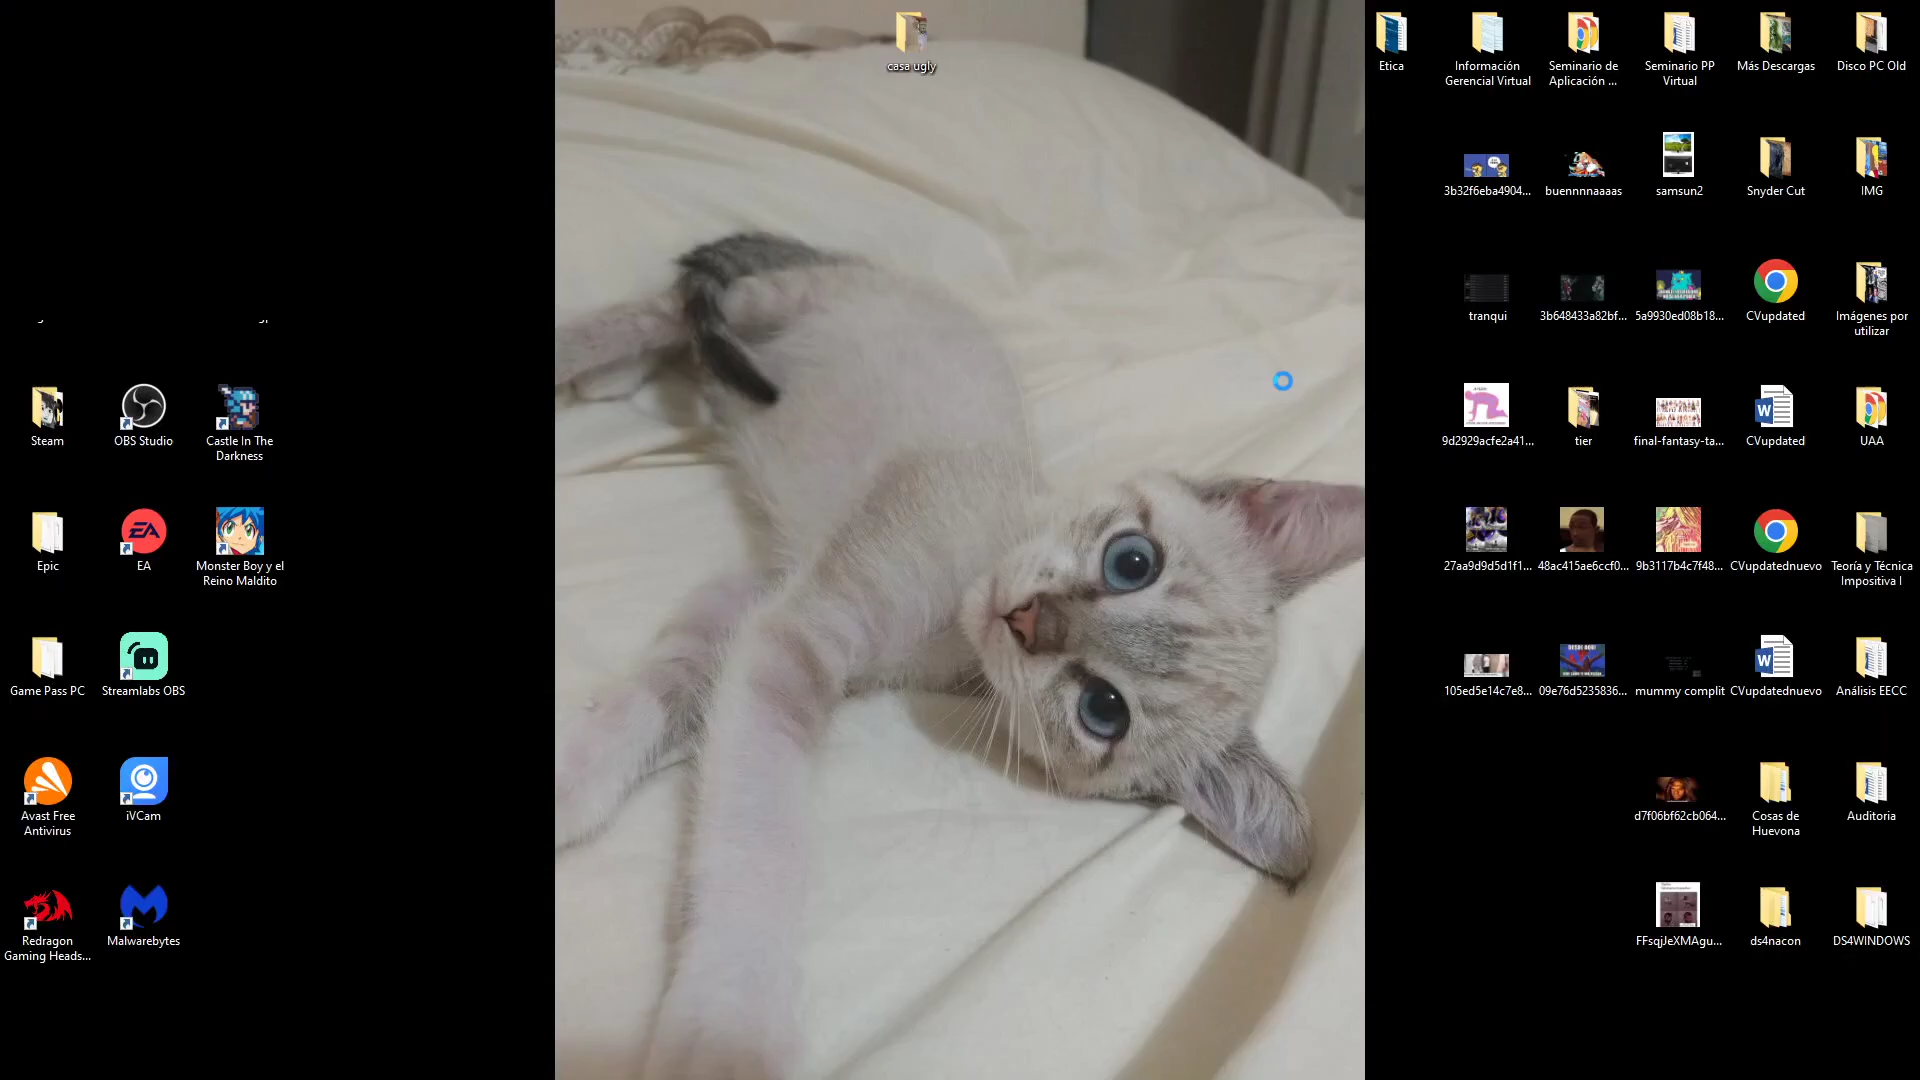 casa ugly
Etica
Información
Gerencial Virtual
Seminario de
Aplicación ...
Seminario PP
Virtual
Más Descargas
Disco PC Old
3b32f6eba4904...
buennnnaaaas
samsun2
Snyder Cut
IMG
tranqui
3b648433a82bf...
5a9930ed08b18...
CVupdated
Imágenes por
utilizar
Steam
OBS Studio
Castle In The
Darkness
9d2929acfe2a41...
tier
final-fantasy-ta...
CVupdated
UAA
Epic
EA
Monster Boy y el
Reino Maldito
27aa9d9d5d1f1...
48ac415ae6ccf0...
9b3117b4c7f48...
CVupdatednuevo
Teoría y Técnica
Impositiva I
Game Pass PC
Streamlabs OBS
105ed5e14c7e8...
09e76d5235836...
mummy complit
CVupdatednuevo
Análisis EECC
Avast Free
Antivirus
iVCam
d7f06bf62cb064...
Cosas de
Huevona
Auditoria
Redragon
Gaming Heads...
Malwarebytes
FFsqjJeXMAgu...
ds4nacon
DS4WINDOWS